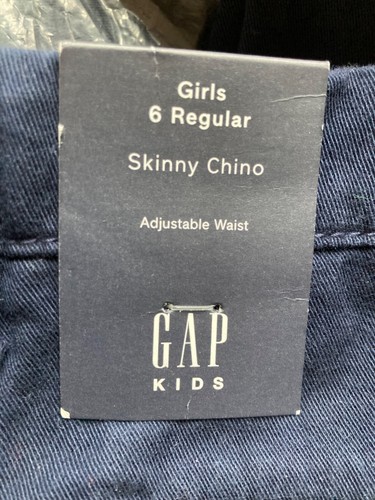 Girls
6 Regular
Skinny Chino
Adjustable Waist
GAP
KIDS